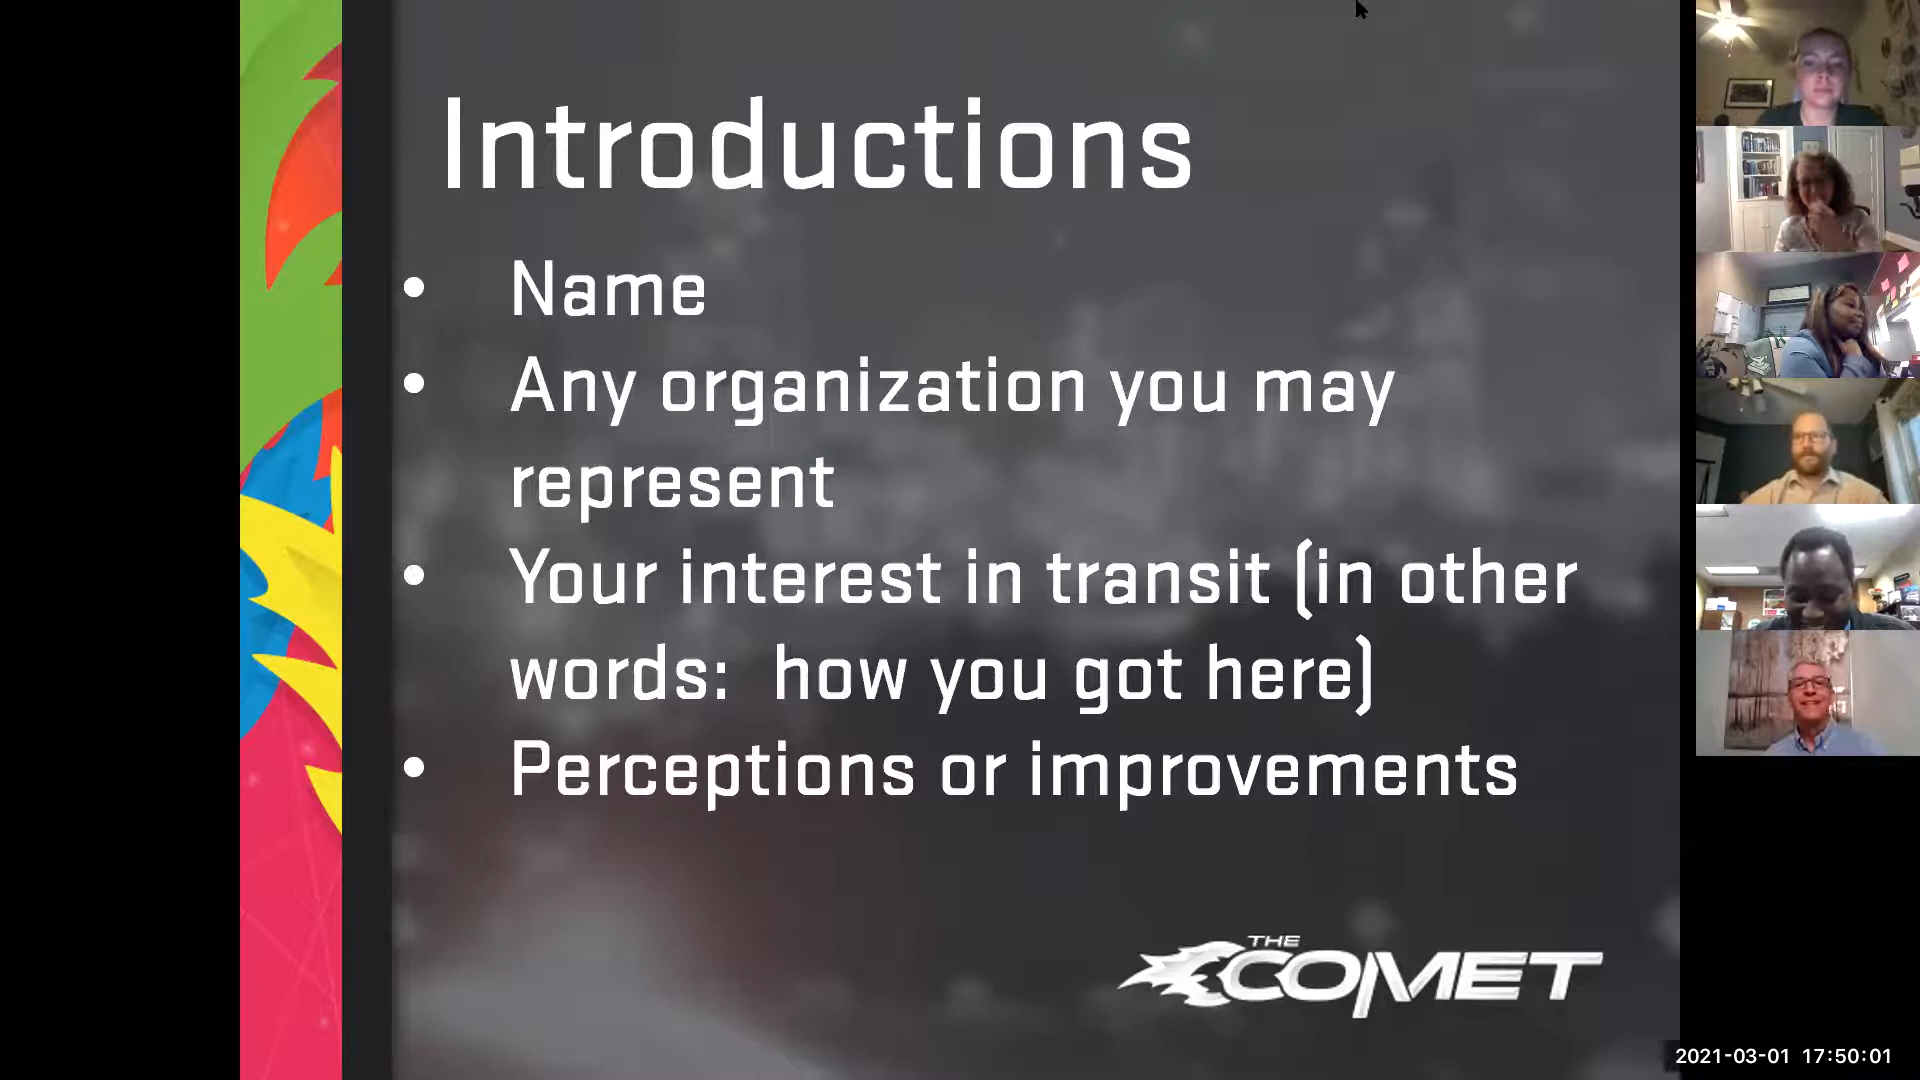 Introductions
• Name
• Any organization you may
represent
• Your interest in transit (in other
words:  how you got here)
• Perceptions or improvements
THE
COMET
2021-03-01 17:50:01